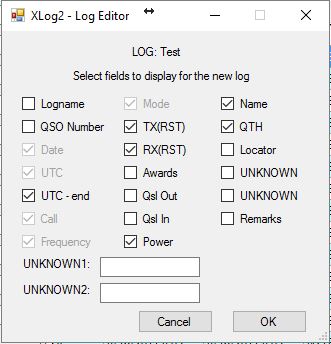 XLog2 - Log Editor
LOG: Test
Select fields to display for the new log
Logname
Mode
Name
QSO Number
TX(RST)
QTH
Date
RX(RST)
Locator
UTC
Awards
UNKNOWN
UTC - end
Qsl Out
UNKNOWN
Call
Qsl In
Remarks
Frequency
Power
UNKNOWN1:
UNKNOWN2:
Cancel
OK